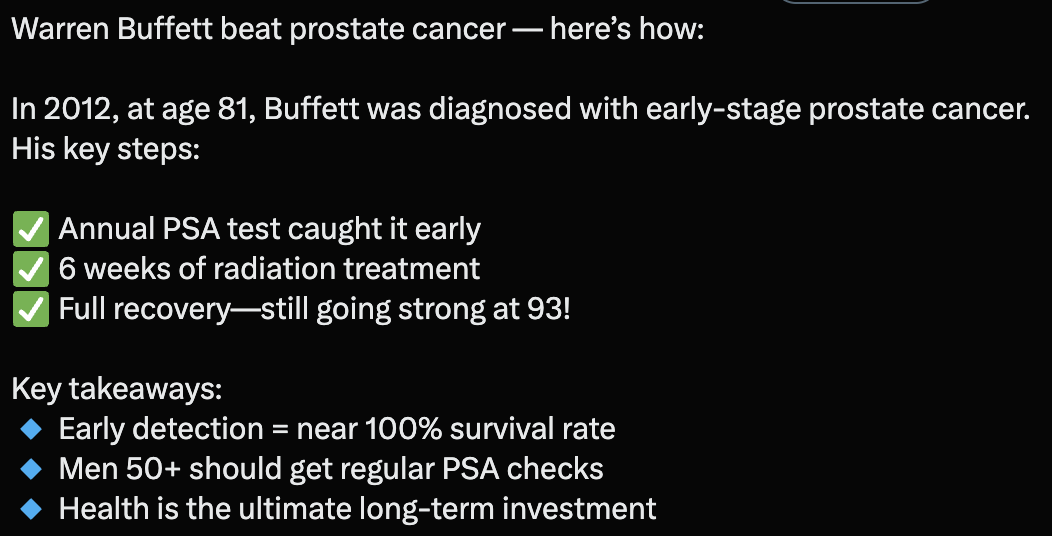 Warren Buffett beat prostate cancer — here's how:
In 2012, at age 81, Buffett was diagnosed with early-stage prostate cancer.
His key steps:
✅ Annual PSA test caught it early
✅ 6 weeks of radiation treatment
✅ Full recovery—still going strong at 93!
Key takeaways:
🔹 Early detection = near 100% survival rate
🔹 Men 50+ should get regular PSA checks
🔹 Health is the ultimate long-term investment